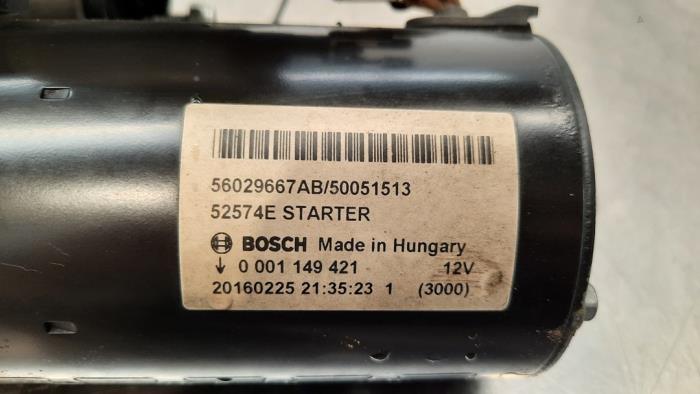 56029667AB/50051513
52574E STARTER
BOSCH Made in Hungary
↓ 0 001 149 421 12V
20160225 21:35:23 1 (3000)